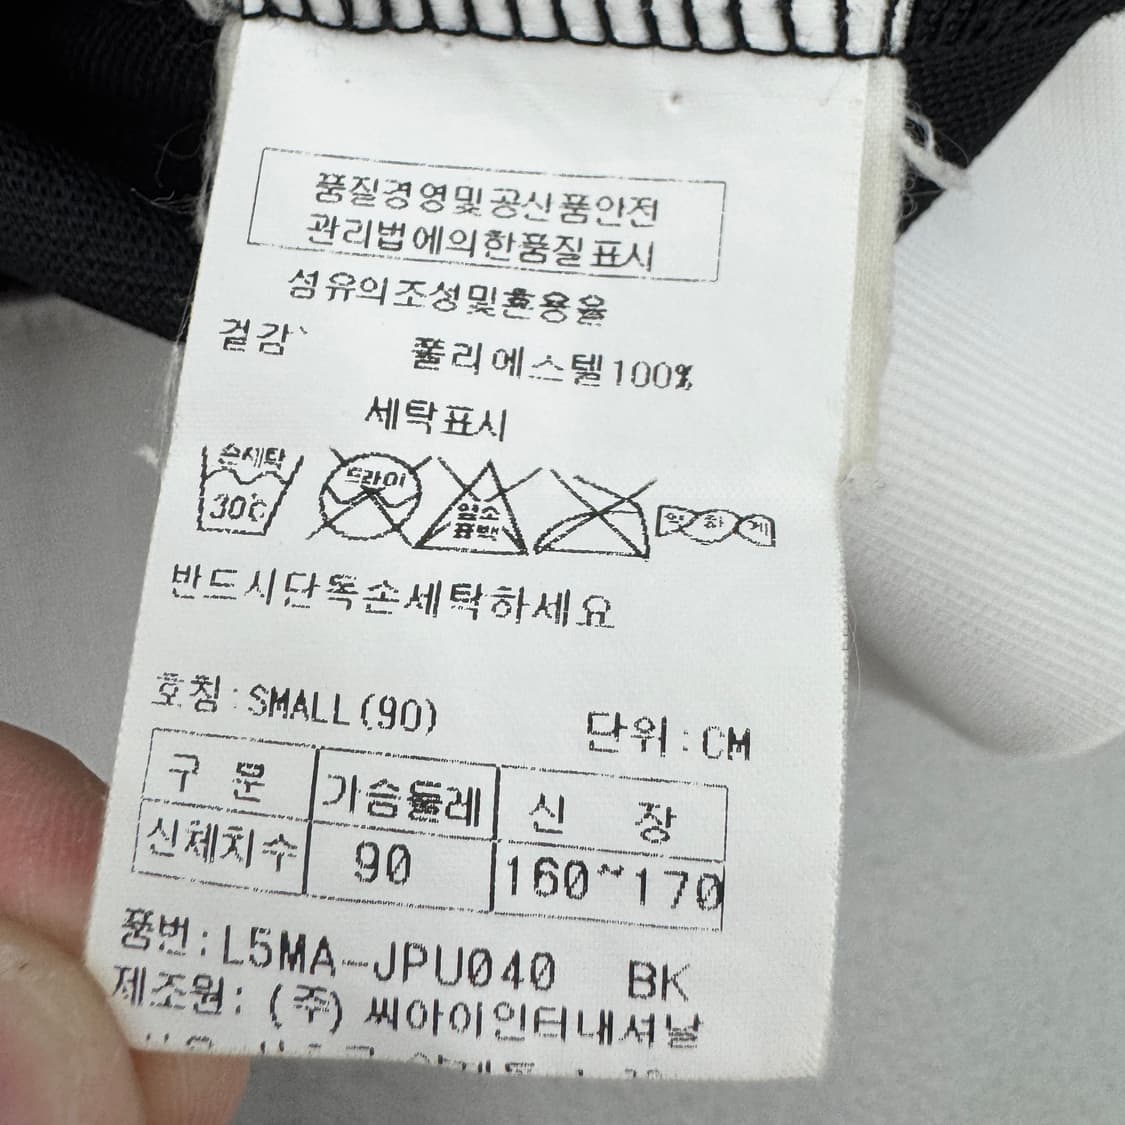 품질경영및공산품안전
관리법에의한품질표시
섬유의조성및혼용율
겉감 폴리에스텔100%
세탁표시
손세탁 드라이 염소 약하게
30℃ 표백
반드시단독손세탁하세요
호칭:SMALL(90) 단위:CM
구 분 가슴둘레 신 장
신체치수 90 160~170
품번:L5MA-JPU040 BK
제조원:(주)씨아이인터내셔날